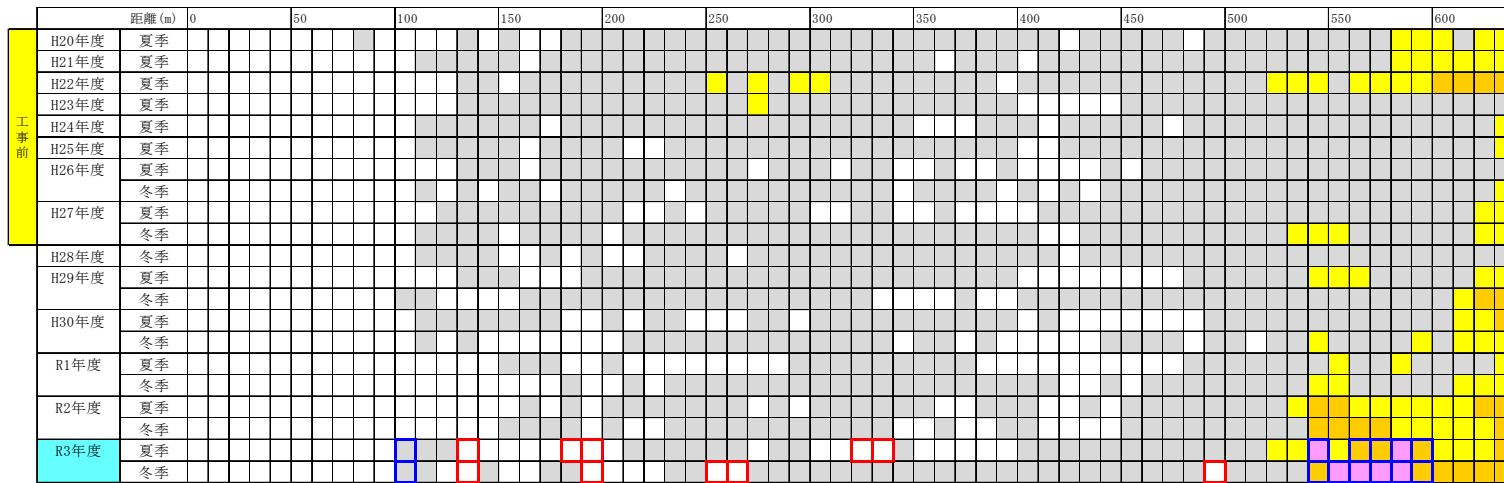 距離(m) 0 50 100 150 200 250 300 350 400 450 500 550 600
工事前
H20年度 夏季
H21年度 夏季
H22年度 夏季
H23年度 夏季
H24年度 夏季
H25年度 夏季
H26年度 夏季
冬季
H27年度 夏季
冬季
H28年度 冬季
H29年度 夏季
冬季
H30年度 夏季
冬季
R1年度 夏季
冬季
R2年度 夏季
冬季
R3年度 夏季
冬季